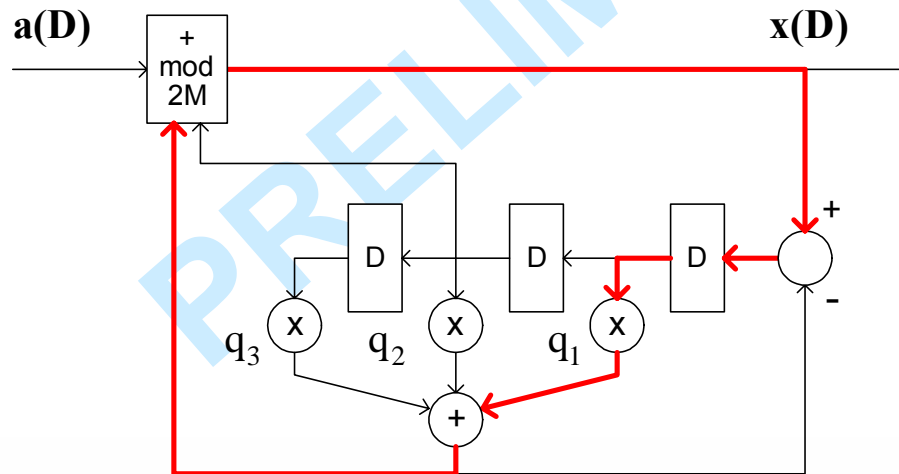 a(D)
x(D)
+
mod
2M
+
D
D
D
-
X
X
X
q3
q2
q1
+
PRELIM